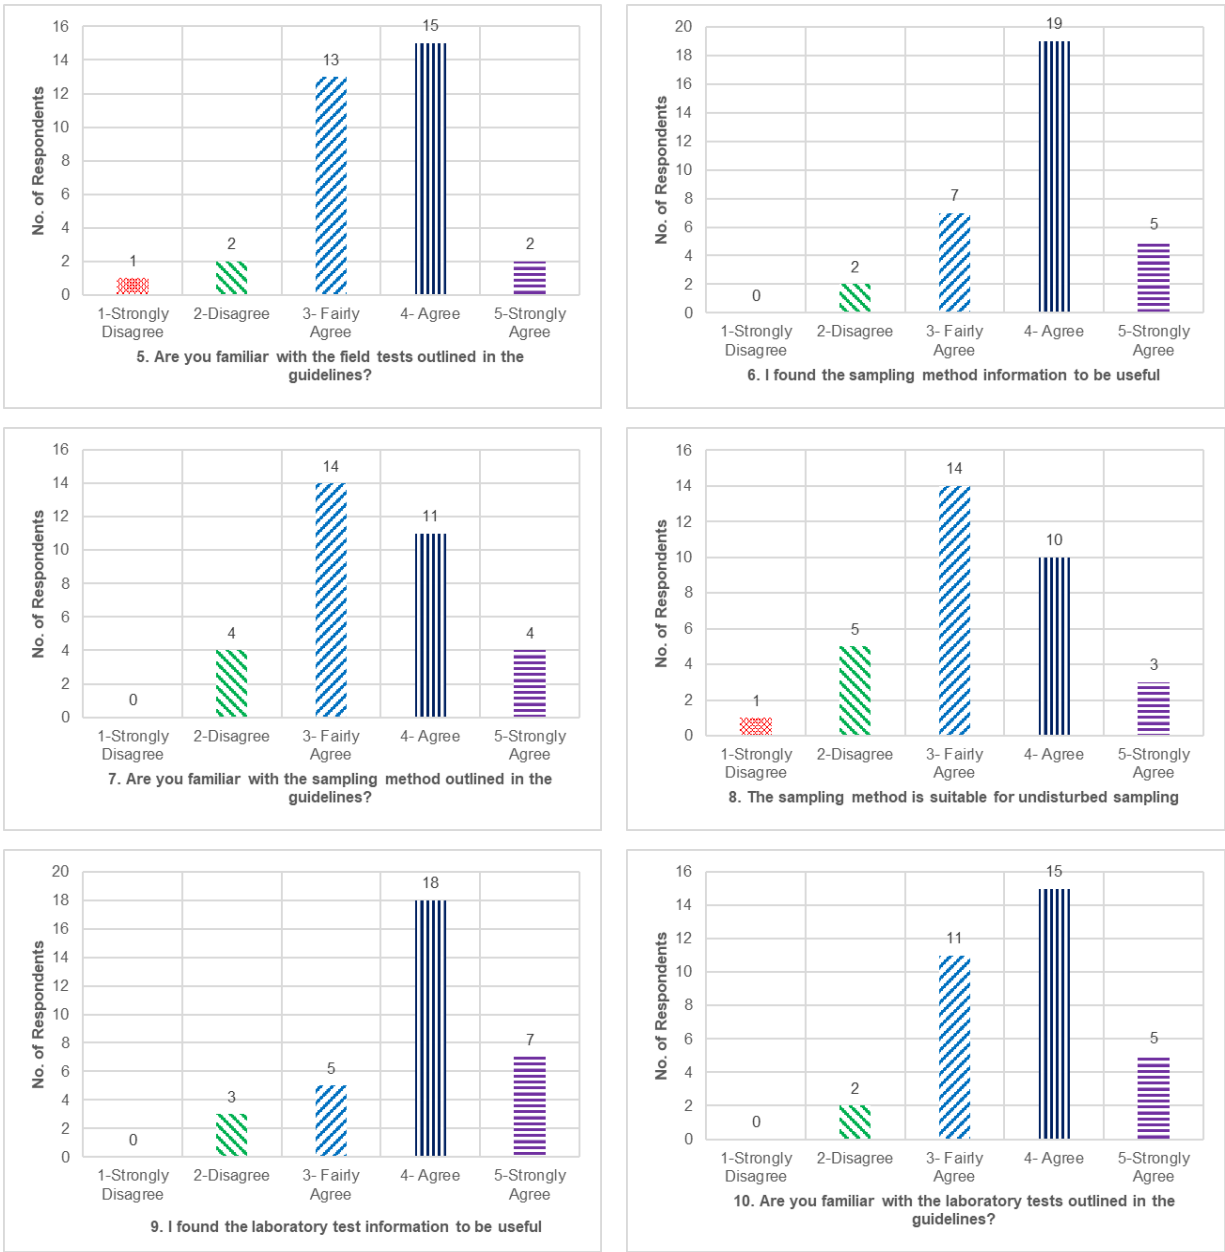 16
14
12
10
8
6
4
2
0
No. of Respondents
1
2
13
15
2
1-Strongly Disagree
2-Disagree
3- Fairly Agree
4- Agree
5-Strongly Agree
5. Are you familiar with the field tests outlined in the
guidelines?
20
18
16
14
12
10
8
6
4
2
0
No. of Respondents
0
2
7
19
5
1-Strongly Disagree
2-Disagree
3- Fairly Agree
4- Agree
5-Strongly Agree
6. I found the sampling method information to be useful
16
14
12
10
8
6
4
2
0
No. of Respondents
0
4
14
11
4
1-Strongly Disagree
2-Disagree
3- Fairly Agree
4- Agree
5-Strongly Agree
7. Are you familiar with the sampling method outlined in the
guidelines?
16
14
12
10
8
6
4
2
0
No. of Respondents
1
5
14
10
3
1-Strongly Disagree
2-Disagree
3- Fairly Agree
4- Agree
5-Strongly Agree
8. The sampling method is suitable for undisturbed sampling
20
18
16
14
12
10
8
6
4
2
0
No. of Respondents
0
3
5
18
7
1-Strongly Disagree
2-Disagree
3- Fairly Agree
4- Agree
5-Strongly Agree
9. I found the laboratory test information to be useful
16
14
12
10
8
6
4
2
0
No. of Respondents
0
2
11
15
5
1-Strongly Disagree
2-Disagree
3- Fairly Agree
4- Agree
5-Strongly Agree
10. Are you familiar with the laboratory tests outlined in the
guidelines?